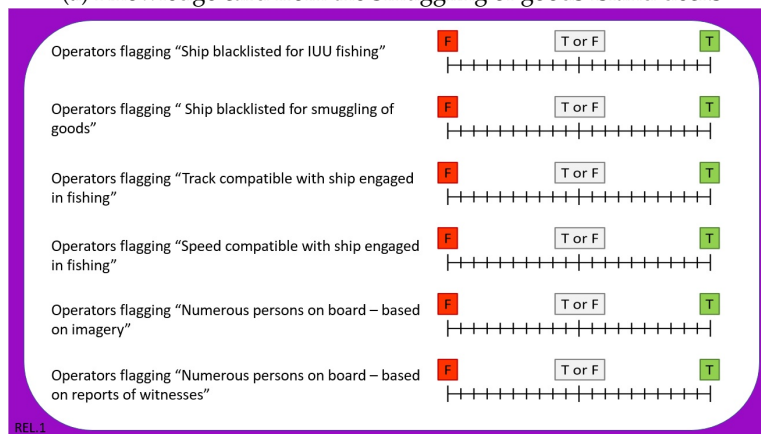 Operators flagging “Ship blacklisted for IUU fishing”
F
T or F
T
Operators flagging “ Ship blacklisted for smuggling of
goods”
F
T or F
T
Operators flagging “Track compatible with ship engaged
in fishing”
F
T or F
T
Operators flagging “Speed compatible with ship engaged
in fishing”
F
T or F
T
Operators flagging “Numerous persons on board – based
on imagery”
F
T or F
T
Operators flagging “Numerous persons on board – based
on reports of witnesses”
F
T or F
T
REL.1